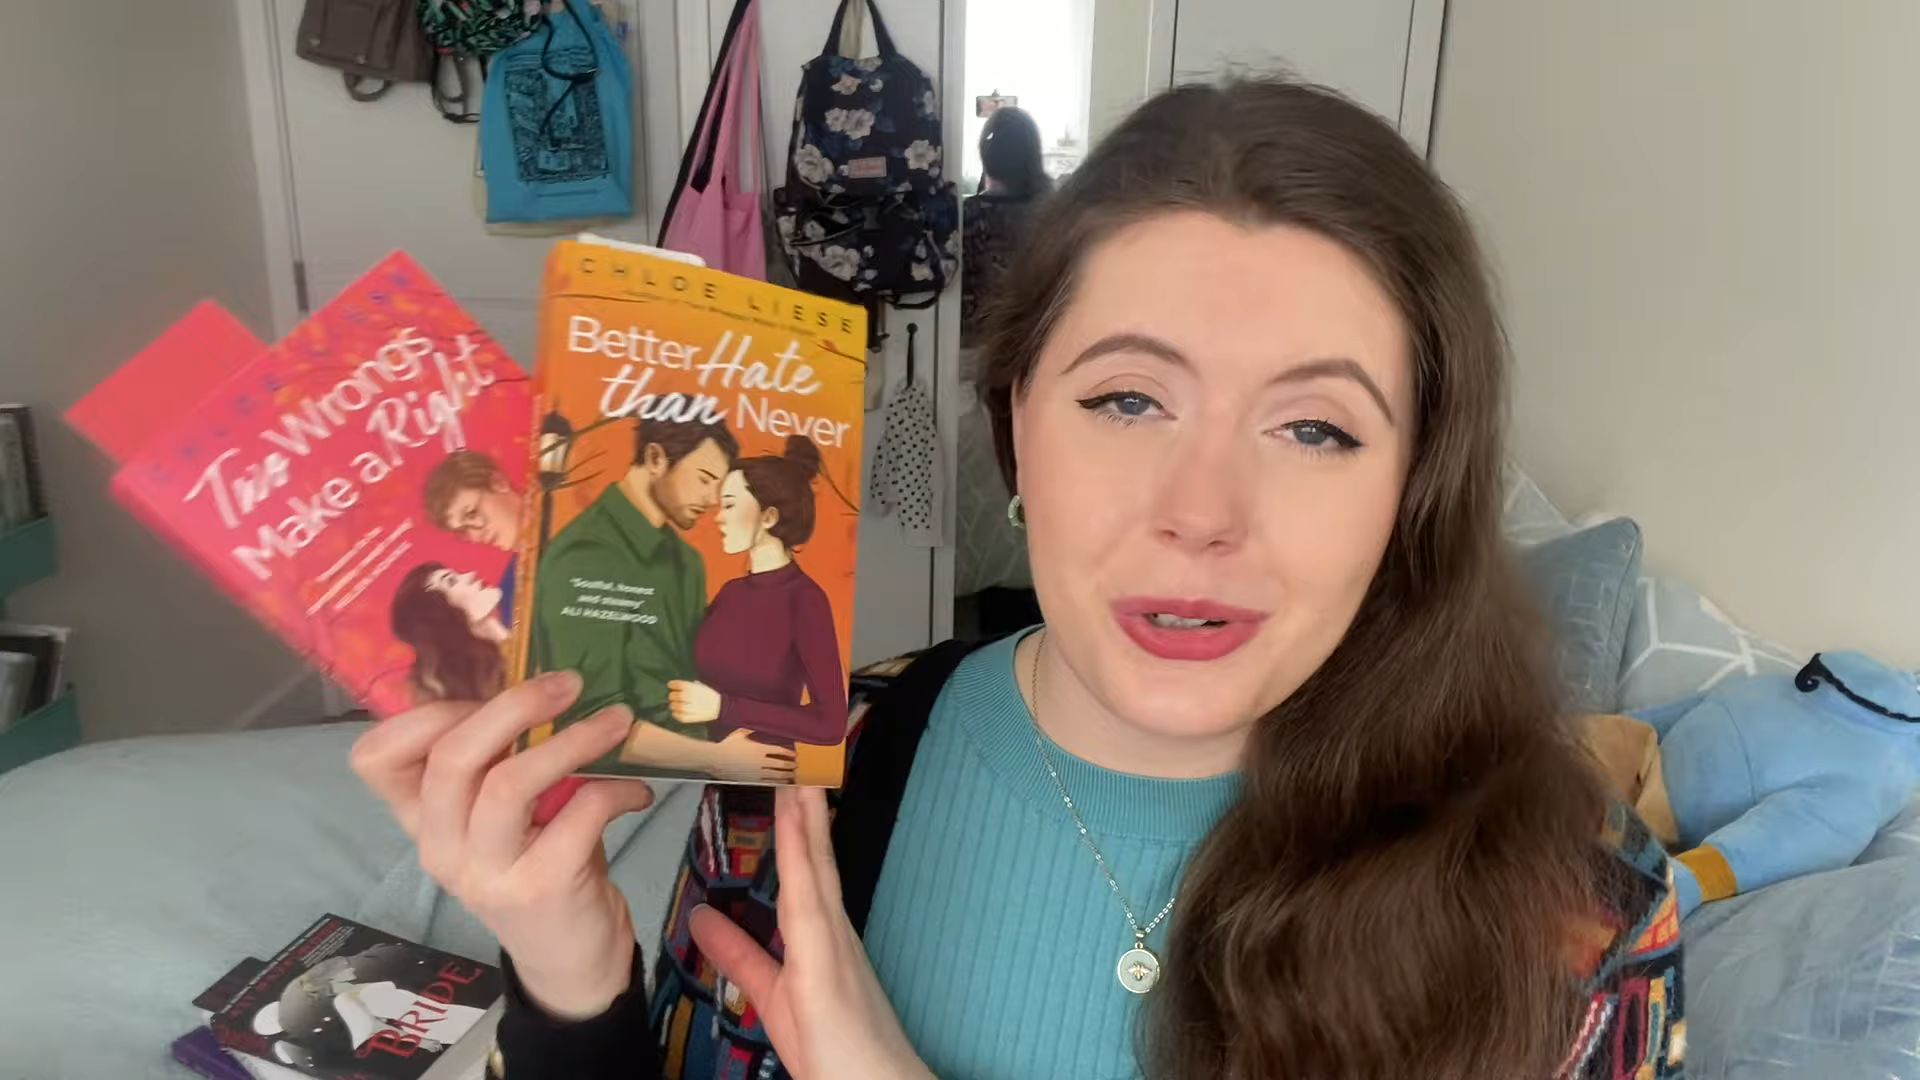 Two Wrongs
Make a Right
CHLOE LIESE
Better Hate
than Never
"Soulful, honest
and steamy"
ALI HAZELWOOD
BRIDE